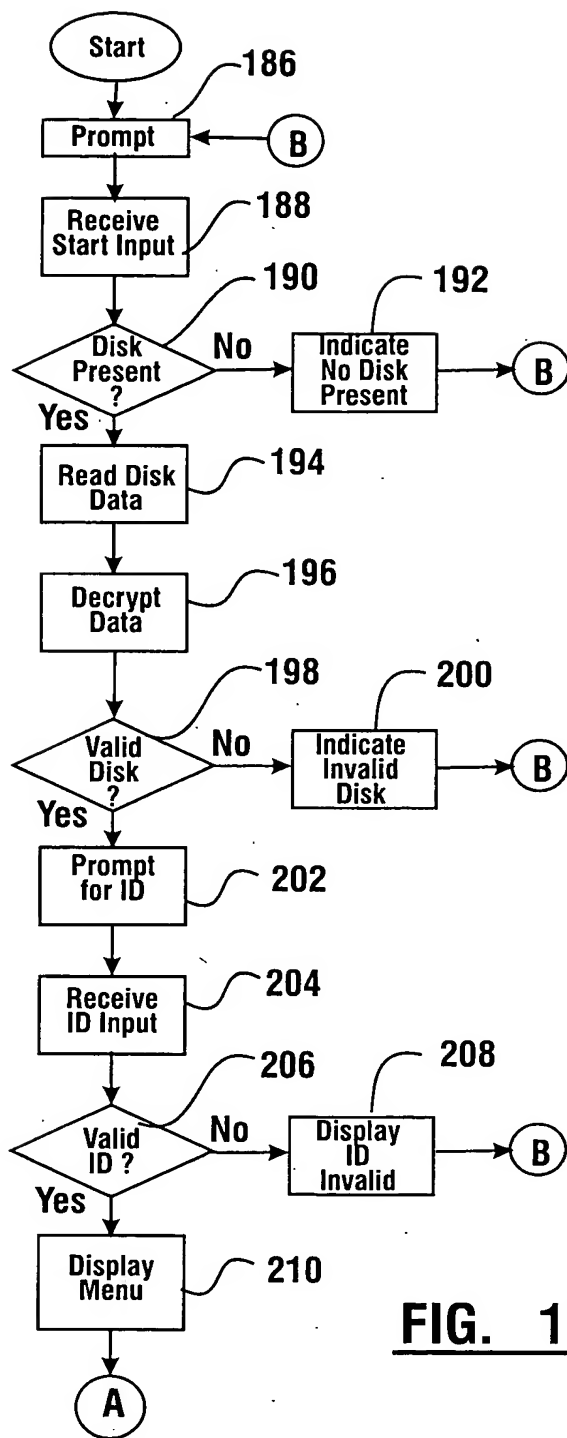 Start
186
Prompt
B
Receive
Start Input
188
190
Disk
Present
?
No
Yes
192
Indicate
No Disk
Present
B
Read Disk
Data
194
Decrypt
Data
196
198
Valid
Disk
?
No
Yes
200
Indicate
Invalid
Disk
B
Prompt
for ID
202
Receive
ID Input
204
206
Valid
ID ?
No
Yes
208
Display
ID
Invalid
B
Display
Menu
210
A
FIG. 1